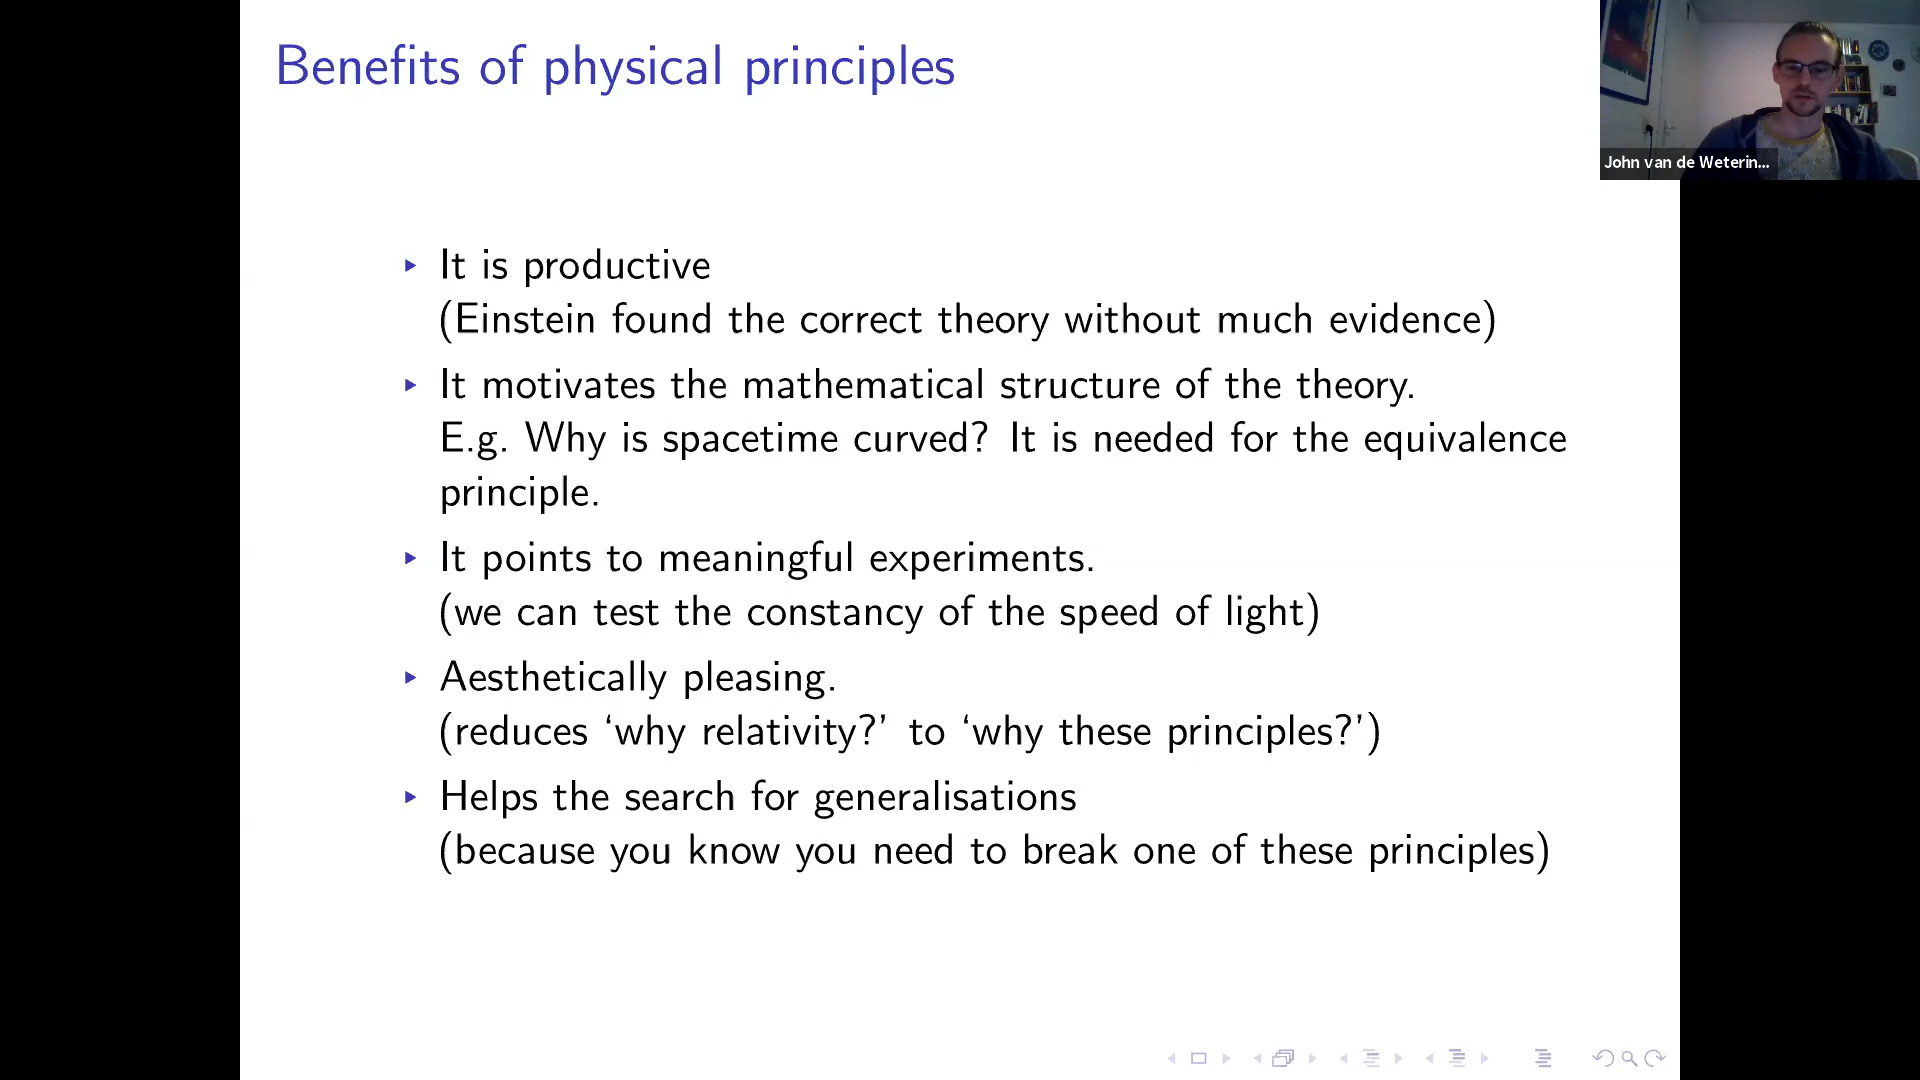 Benefits of physical principles
John van de Weterin...
It is productive
(Einstein found the correct theory without much evidence)
It motivates the mathematical structure of the theory.
E.g. Why is spacetime curved? It is needed for the equivalence
principle.
It points to meaningful experiments.
(we can test the constancy of the speed of light)
Aesthetically pleasing.
(reduces ‘why relativity?’ to ‘why these principles?’)
Helps the search for generalisations
(because you know you need to break one of these principles)